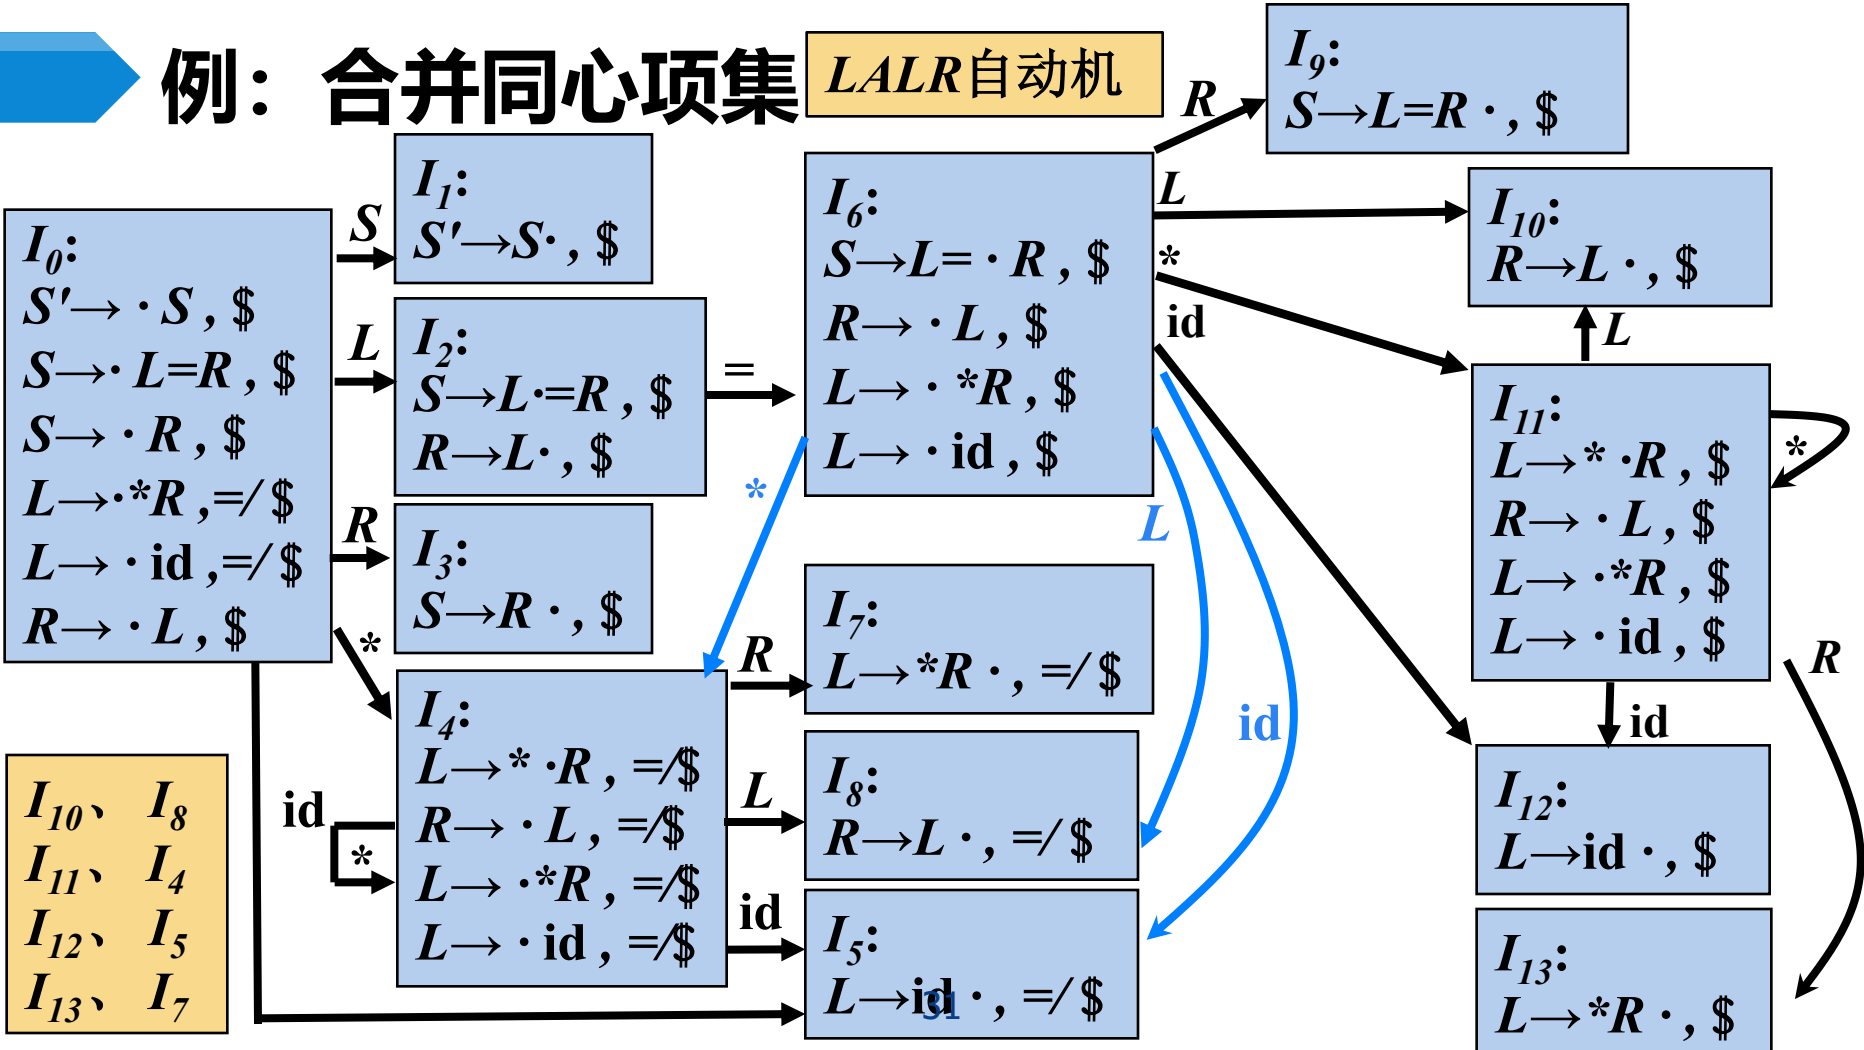 例：合并同心项集
LALR自动机
I9:
S→L=R · , $
R
I1:
S'→S· , $
S
I0:
S'→ · S , $
S→· L=R , $
S→ · R , $
L→·*R ,=/ $
L→ · id ,=/ $
R→ · L , $
L
I2:
S→L·=R , $
R→L· , $
=
I6:
S→L= · R , $
R→ · L , $
L→ · *R , $
L→ · id , $
L
*
id
I10:
R→L · , $
L
I11:
L→* ·R , $
R→ · L , $
L→ ·*R , $
L→ · id , $
*
R
I3:
S→R · , $
*
L
id
*
I4:
L→* ·R , =/$
R→ · L , =/$
L→ ·*R , =/$
L→ · id , =/$
id
*
R
I7:
L→*R · , =/ $
L
I8:
R→L · , =/ $
id
I5:
L→id · , =/ $
31
id
R
I12:
L→id · , $
I13:
L→*R · , $
I10、 I8
I11、 I4
I12、 I5
I13、 I7